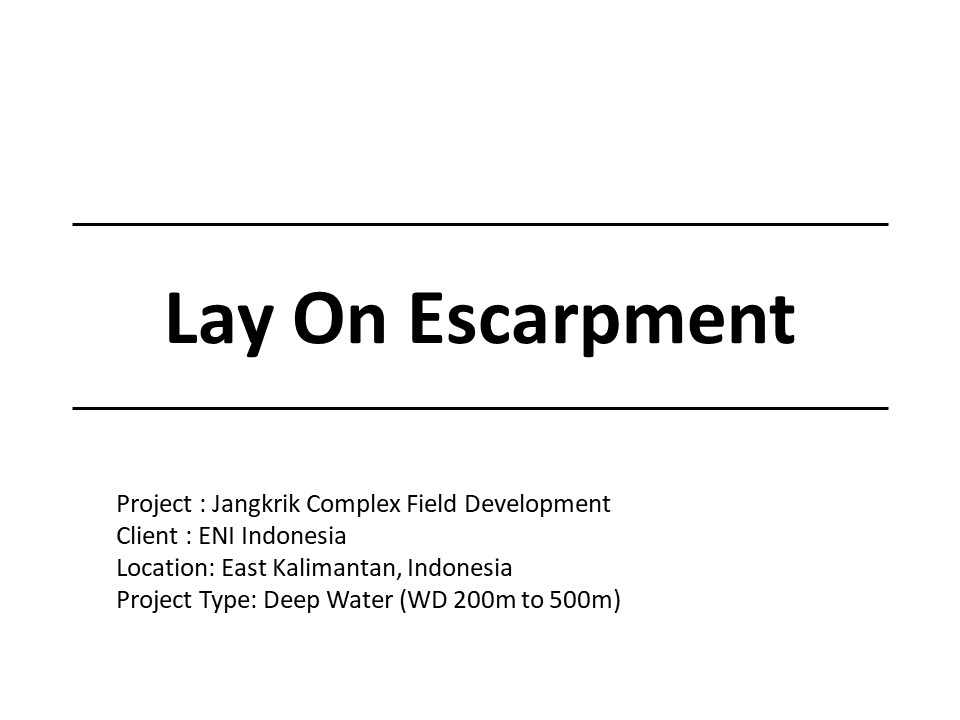 Lay On Escarpment
Project : Jangkrik Complex Field Development
Client : ENI Indonesia
Location: East Kalimantan, Indonesia
Project Type: Deep Water (WD 200m to 500m)